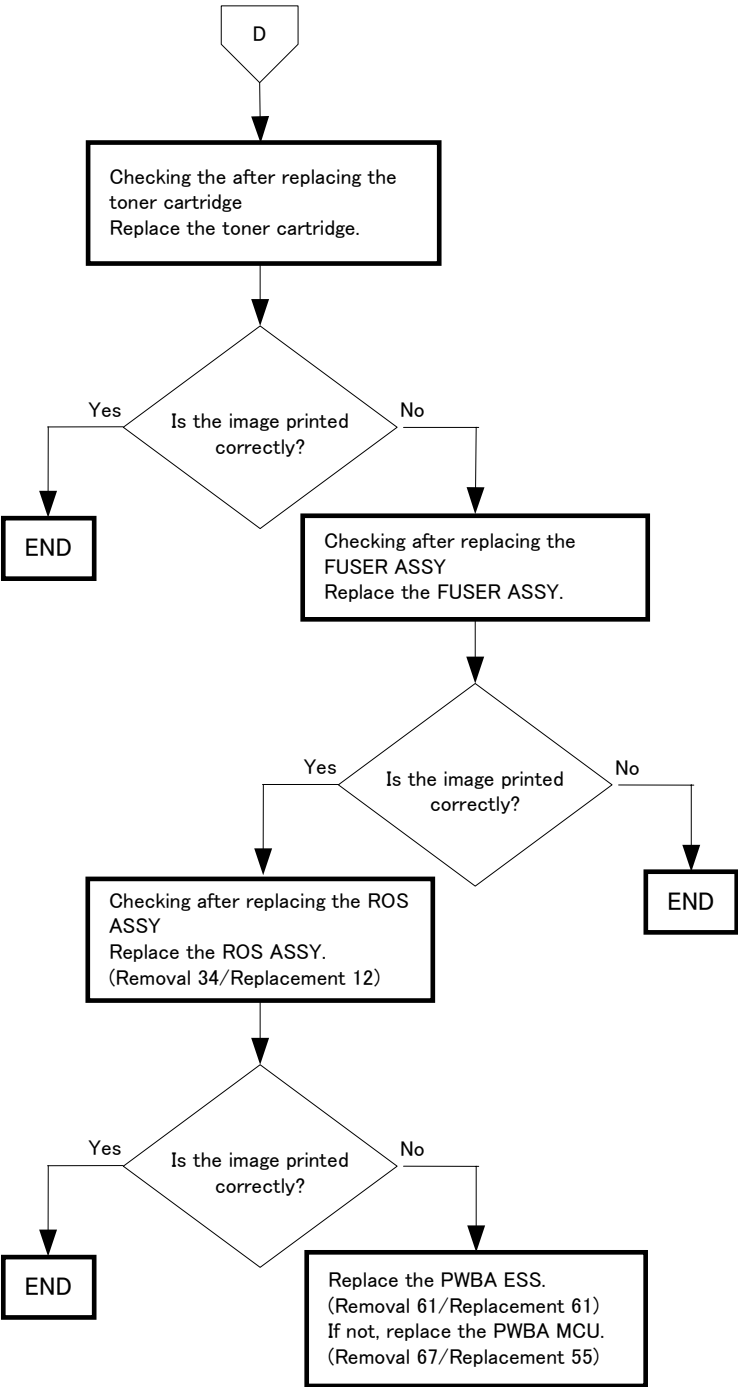 D
Checking the after replacing the
toner cartridge
Replace the toner cartridge.
Yes
No
Is the image printed
correctly?
END
Checking after replacing the
FUSER ASSY
Replace the FUSER ASSY.
Yes
No
Is the image printed
correctly?
Checking after replacing the ROS
ASSY
Replace the ROS ASSY.
(Removal 34/Replacement 12)
END
Yes
No
Is the image printed
correctly?
END
Replace the PWBA ESS.
(Removal 61/Replacement 61)
If not, replace the PWBA MCU.
(Removal 67/Replacement 55)